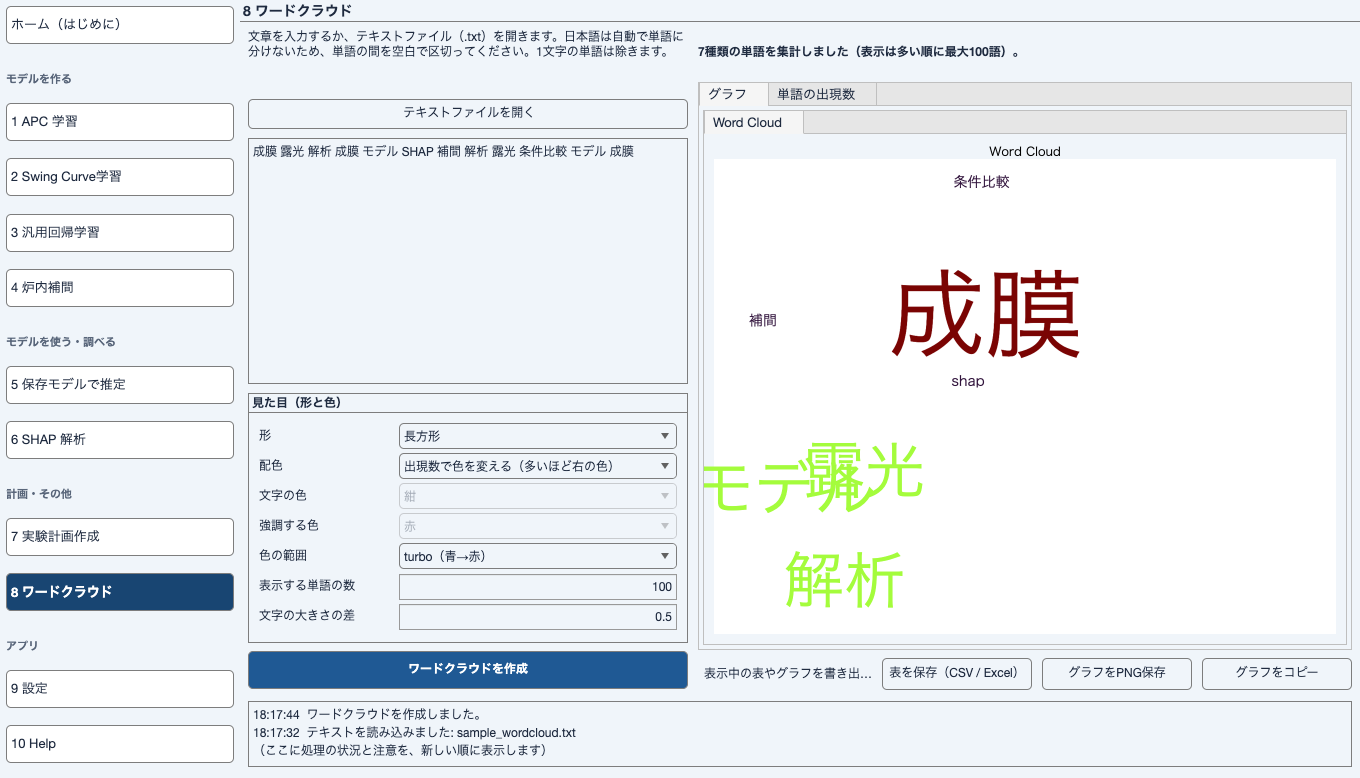 ホーム（はじめに）
モデルを作る
1 APC 学習
2 Swing Curve学習
3 汎用回帰学習
4 炉内補間
モデルを使う・調べる
5 保存モデルで推定
6 SHAP 解析
計画・その他
7 実験計画作成
8 ワードクラウド
アプリ
9 設定
10 Help
8 ワードクラウド
文章を入力するか、テキストファイル（.txt）を開きます。日本語は自動で単語に
分けないため、単語の間を空白で区切ってください。1文字の単語は除きます。
テキストファイルを開く
成膜 露光 解析 成膜 モデル SHAP 補間 解析 露光 条件比較 モデル 成膜
見た目（形と色）
形
長方形
配色
出現数で色を変える（多いほど右の色）
文字の色
紺
強調する色
赤
色の範囲
turbo（青→赤）
表示する単語の数
100
文字の大きさの差
0.5
ワードクラウドを作成
7種類の単語を集計しました（表示は多い順に最大100語）。
グラフ
単語の出現数
Word Cloud
Word Cloud
条件比較
成膜
補間
shap
露光
モデル
解析
表示中の表やグラフを書き出...
表を保存（CSV / Excel）
グラフをPNG保存
グラフをコピー
18:17:44 ワードクラウドを作成しました。
18:17:32 テキストを読み込みました: sample_wordcloud.txt
（ここに処理の状況と注意を、新しい順に表示します）